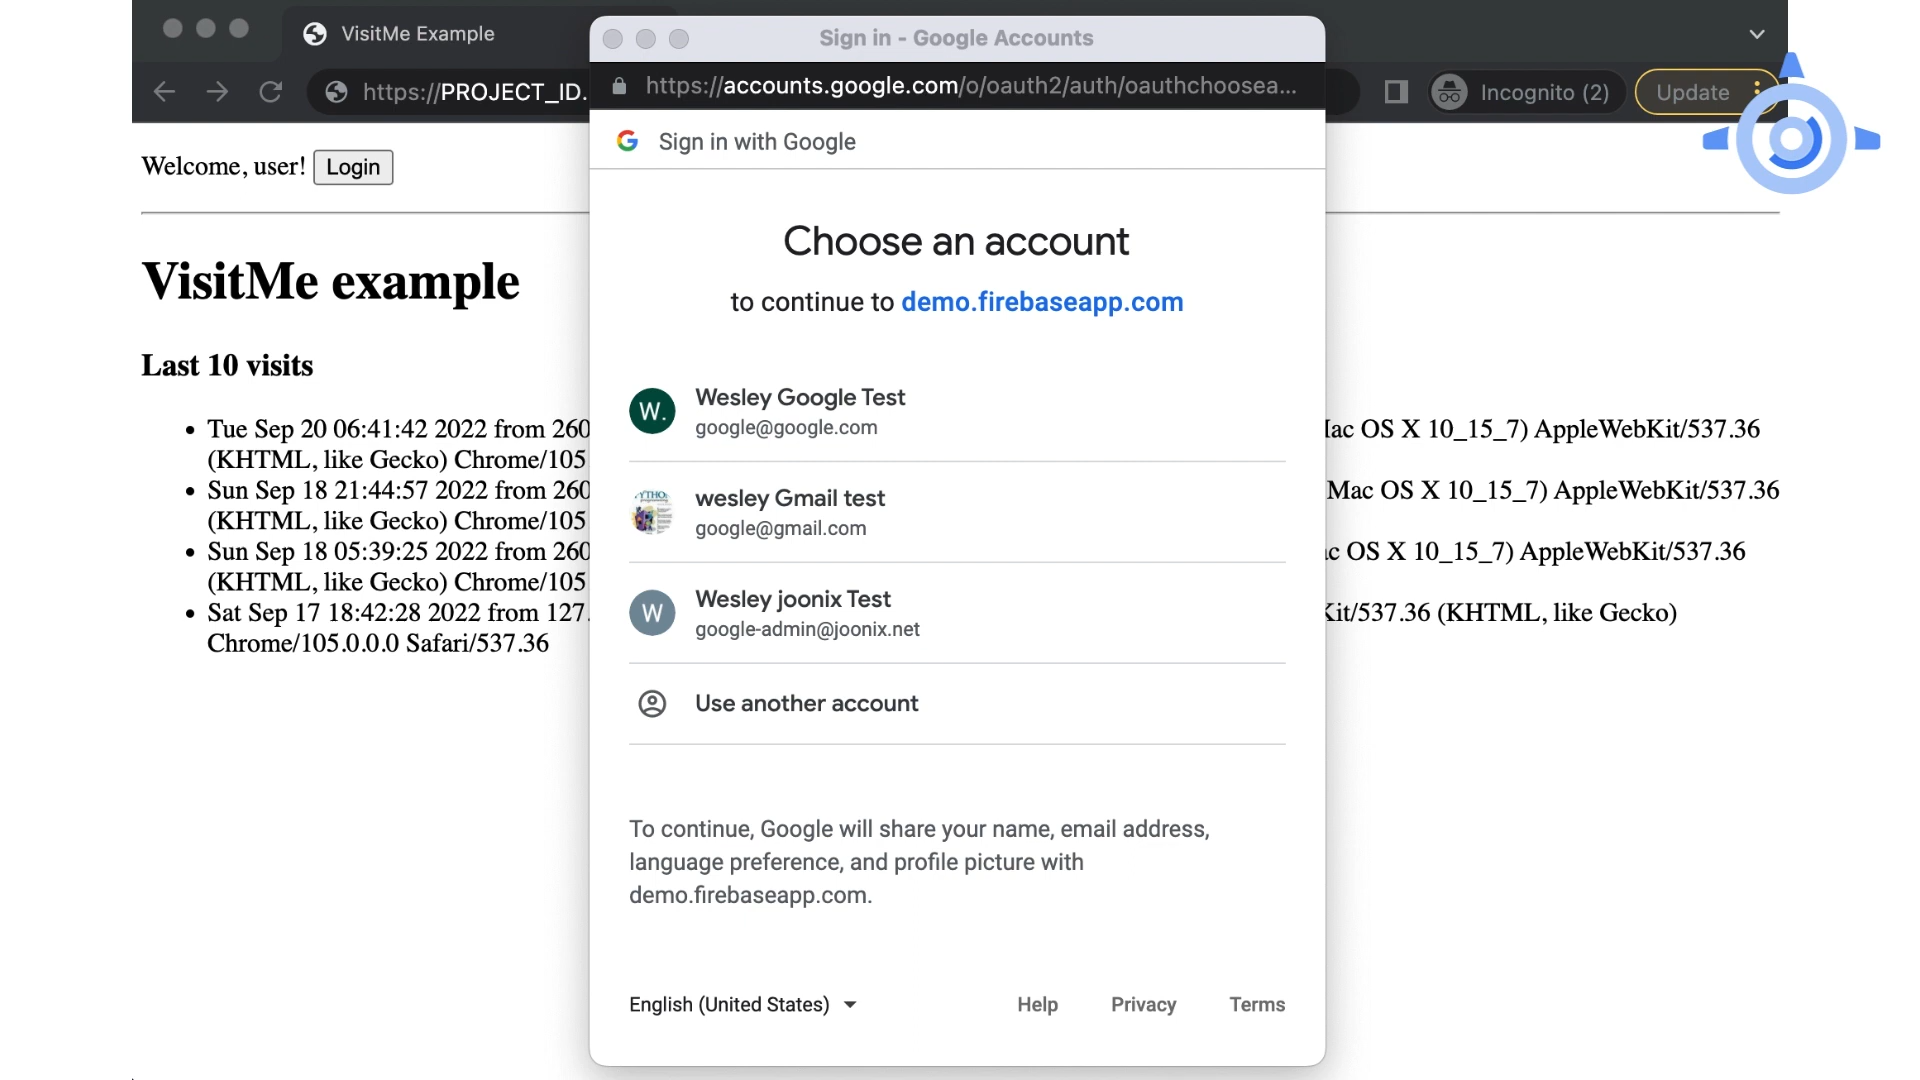 VisitMe Example
https://PROJECT_ID.
Incognito (2)
Update
Sign in - Google Accounts
https://accounts.google.com/o/oauth2/auth/oauthchoosea...
Sign in with Google
Choose an account
to continue to demo.firebaseapp.com
W. Wesley Google Test
google@google.com
wesley Gmail test
google@gmail.com
W Wesley joonix Test
google-admin@joonix.net
Use another account
To continue, Google will share your name, email address,
language preference, and profile picture with
demo.firebaseapp.com.
English (United States)
Help
Privacy
Terms
Welcome, user! Login
VisitMe example
Last 10 visits
• Tue Sep 20 06:41:42 2022 from 260 Mac OS X 10_15_7) AppleWebKit/537.36
(KHTML, like Gecko) Chrome/105
• Sun Sep 18 21:44:57 2022 from 260 Mac OS X 10_15_7) AppleWebKit/537.36
(KHTML, like Gecko) Chrome/105
• Sun Sep 18 05:39:25 2022 from 260 ac OS X 10_15_7) AppleWebKit/537.36
(KHTML, like Gecko) Chrome/105
• Sat Sep 17 18:42:28 2022 from 127. Kit/537.36 (KHTML, like Gecko)
Chrome/105.0.0.0 Safari/537.36